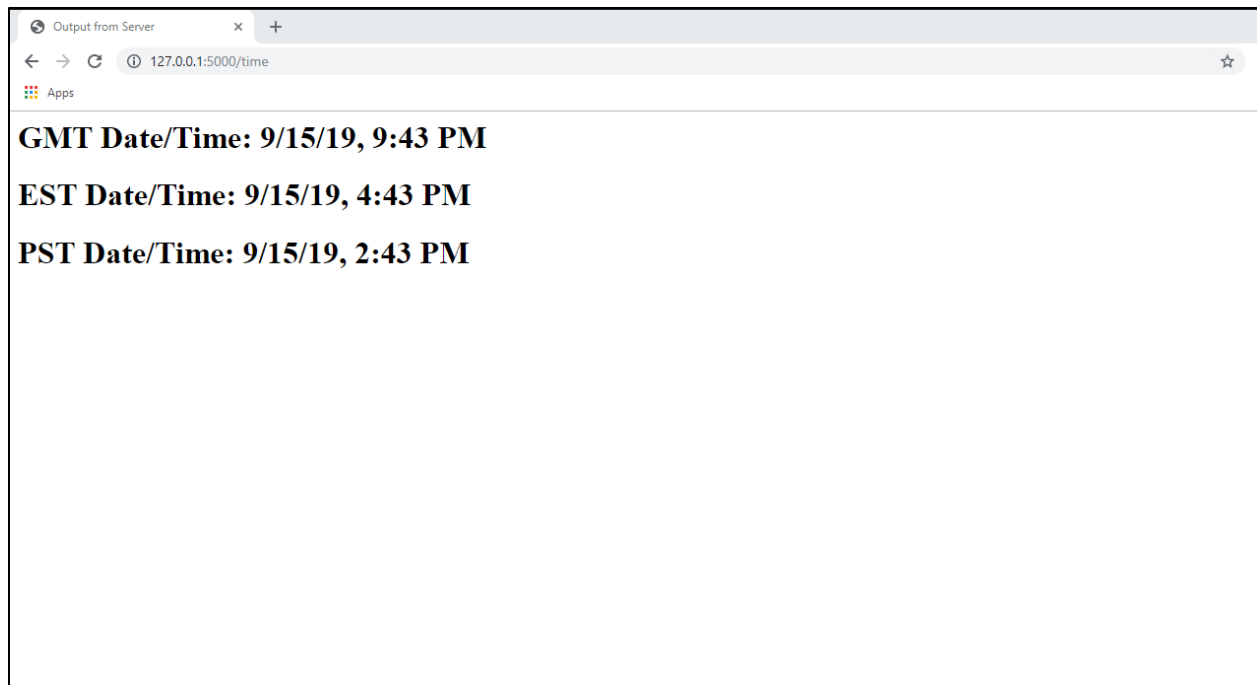 Output from Server
127.0.0.1:5000/time
Apps
GMT Date/Time: 9/15/19, 9:43 PM
EST Date/Time: 9/15/19, 4:43 PM
PST Date/Time: 9/15/19, 2:43 PM